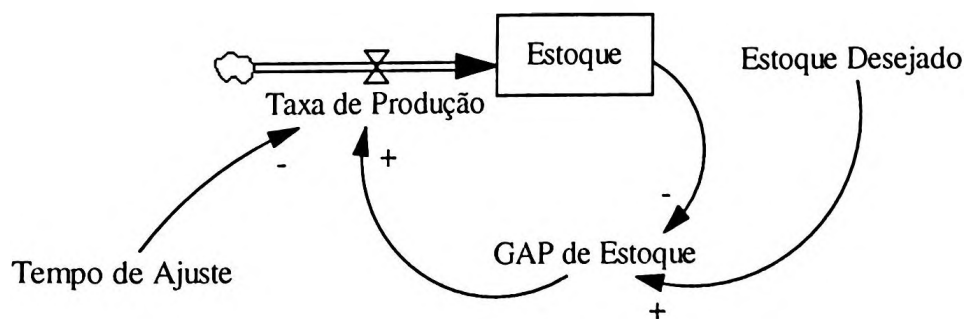 Estoque
Estoque Desejado
Taxa de Produção
-
+
-
GAP de Estoque
Tempo de Ajuste
+